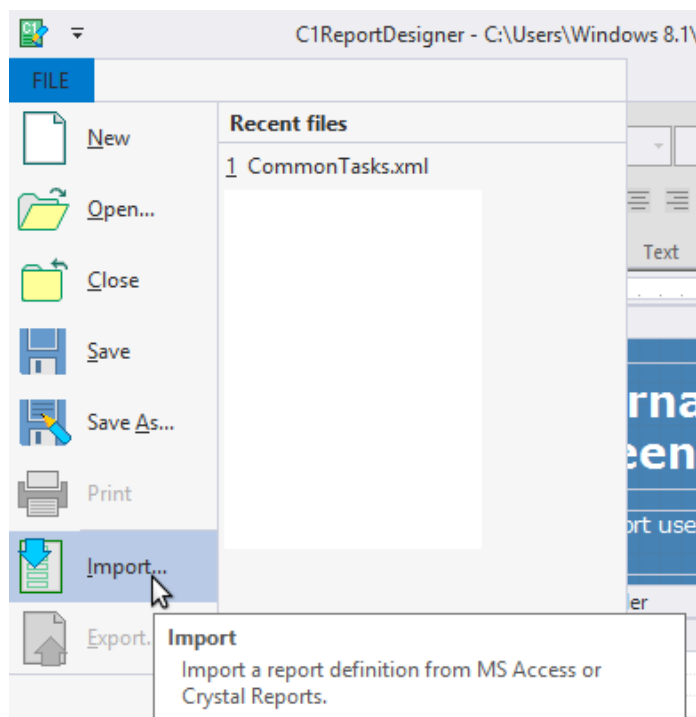 C1ReportDesigner - C:\Users\Windows 8.1\
FILE
New
Recent files
1 CommonTasks.xml
Open...
Text
Close
Save
Save As...
Print
Import...
Export.
Import
Import a report definition from MS Access or
Crystal Reports.